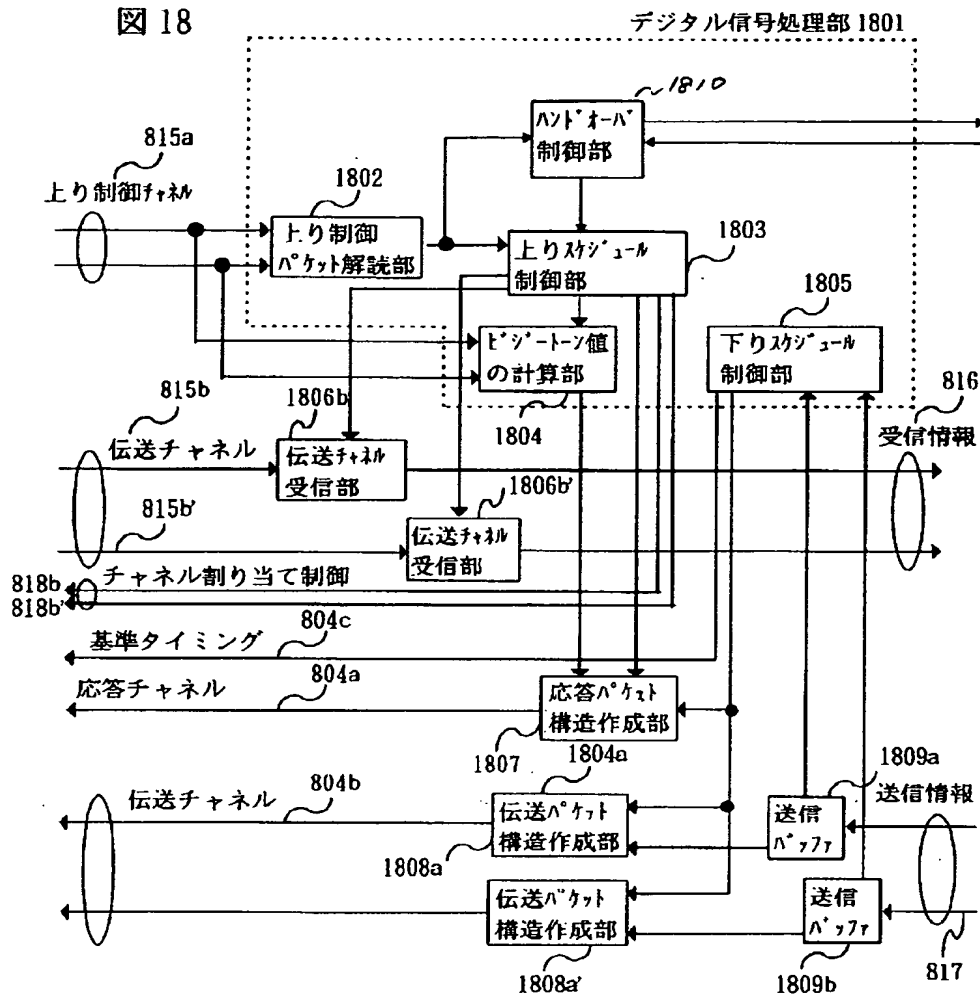 図 18
デジタル信号処理部 1801
1810
ハンドオーバ
制御部
815a
上り制御チャネル
1802
上り制御
パケット解読部
1803
上りスケジュール
制御部
1805
下りスケジュール
制御部
ビジートーン値
の計算部
1804
815b
伝送チャネル
1806b
伝送チャネル
受信部
816
受信情報
815b'
1806b'
伝送チャネル
受信部
818b
818b'
チャネル割り当て制御
基準タイミング
804c
応答チャネル
804a
応答パケット
構造作成部
1807
1804a
伝送チャネル
804b
伝送パケット
構造作成部
1808a
1809a
送信情報
送信
バッファ
伝送パケット
構造作成部
1808a'
送信
バッファ
1809b
817